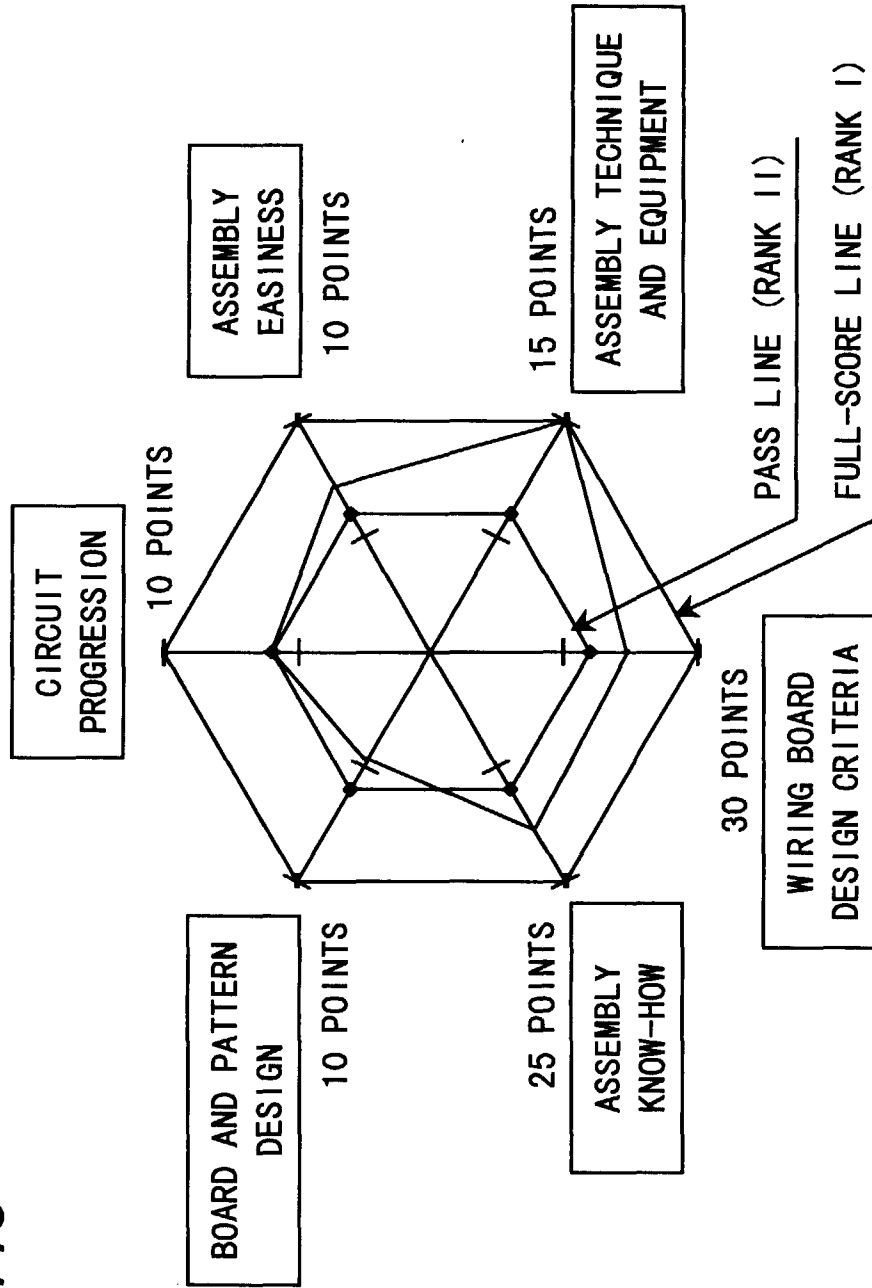 CIRCUIT
PROGRESSION
10 POINTS
ASSEMBLY
EASINESS
10 POINTS
15 POINTS
ASSEMBLY TECHNIQUE
AND EQUIPMENT
PASS LINE (RANK II)
FULL-SCORE LINE (RANK I)
30 POINTS
WIRING BOARD
DESIGN CRITERIA
25 POINTS
ASSEMBLY
KNOW-HOW
BOARD AND PATTERN
DESIGN
10 POINTS